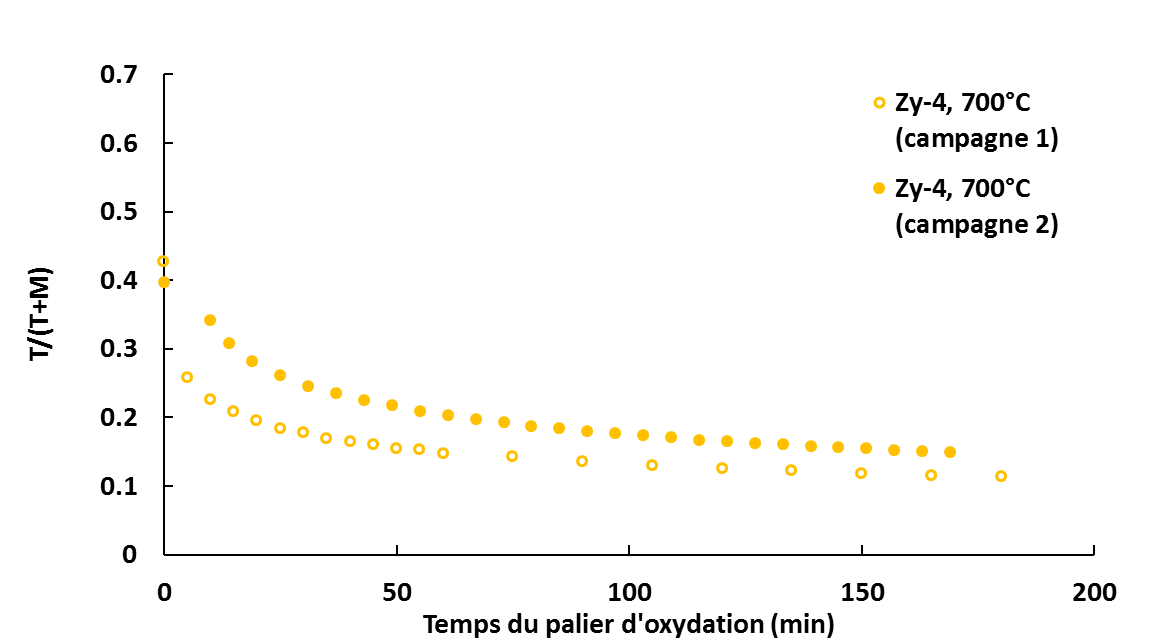 0.7
0.6
0.5
0.4
0.3
0.2
0.1
0
T/(T+M)
0
50
100
150
200
Temps du palier d'oxydation (min)
Zy-4, 700°C
(campagne 1)
Zy-4, 700°C
(campagne 2)